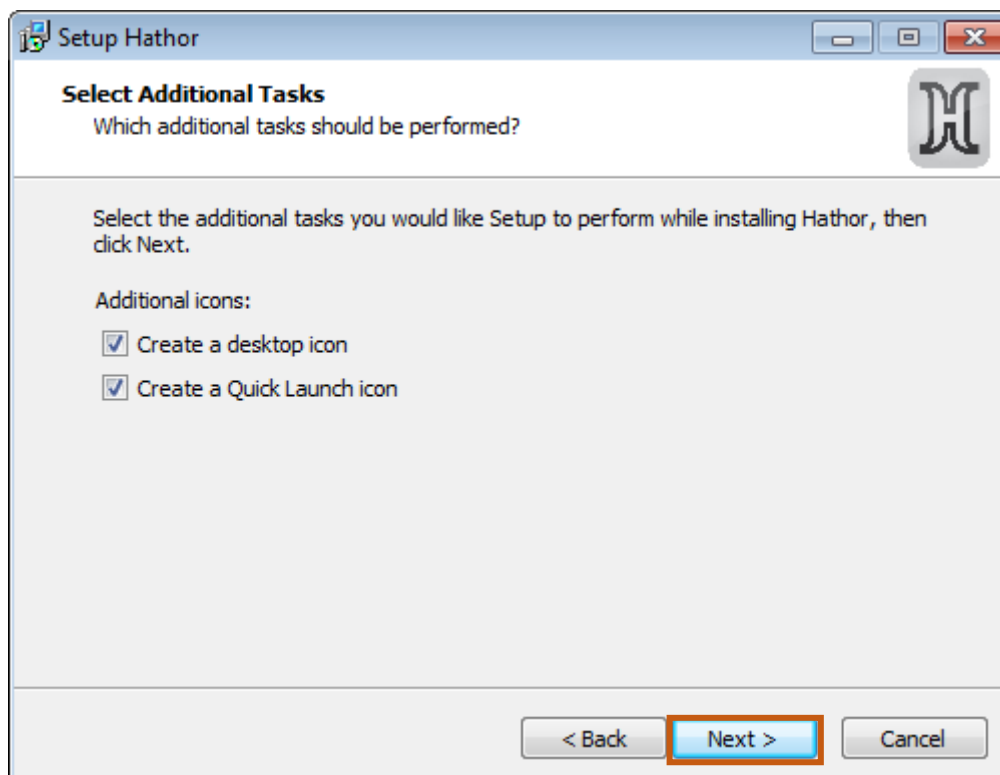 Setup Hathor
Select Additional Tasks
Which additional tasks should be performed?
H
Select the additional tasks you would like Setup to perform while installing Hathor, then
click Next.
Additional icons:
Create a desktop icon
Create a Quick Launch icon
< Back
Next >
Cancel